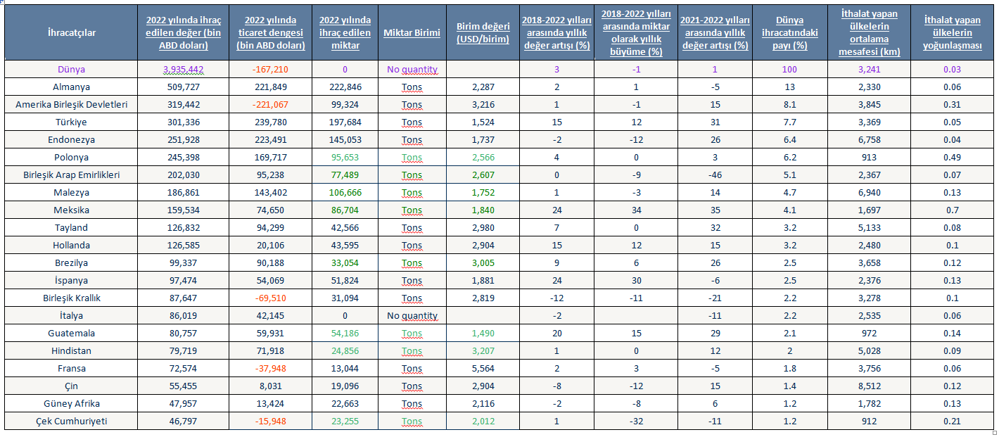 İhracatçılar 2022 yılında ihraç edilen değer (bin ABD doları) 2022 yılında ticaret dengesi (bin ABD doları) 2022 yılında ihraç edilen miktar Miktar Birimi Birim değeri (USD/birim) 2018-2022 yılları arasında yıllık değer artışı (%) 2018-2022 yılları arasında miktar olarak yıllık büyüme (%) 2021-2022 yılları arasında yıllık değer artışı (%) Dünya ihracatındaki payı (%) İthalat yapan ülkelerin ortalama mesafesi (km) İthalat yapan ülkelerin yoğunlaşması
Dünya 3,935,442 -167,210 0 No quantity 3 -1 1 100 3,241 0.03
Almanya 509,727 221,849 222,846 Tons 2,287 2 1 -5 13 2,330 0.06
Amerika Birleşik Devletleri 319,442 -221,067 99,324 Tons 3,216 1 -1 15 8.1 3,845 0.31
Türkiye 301,336 239,780 197,684 Tons 1,524 15 12 31 7.7 3,369 0.05
Endonezya 251,928 223,491 145,053 Tons 1,737 -2 -12 26 6.4 6,758 0.04
Polonya 245,398 169,717 95,653 Tons 2,566 4 0 3 6.2 913 0.49
Birleşik Arap Emirlikleri 202,030 95,238 77,489 Tons 2,607 0 -9 -46 5.1 2,367 0.07
Malezya 186,861 143,402 106,666 Tons 1,752 1 -3 14 4.7 6,940 0.13
Meksika 159,534 74,650 86,704 Tons 1,840 24 34 35 4.1 1,697 0.7
Tayland 126,832 94,299 42,566 Tons 2,980 7 0 32 3.2 5,133 0.08
Hollanda 126,585 20,106 43,595 Tons 2,904 15 12 15 3.2 2,480 0.1
Brezilya 99,337 90,188 33,054 Tons 3,005 9 6 26 2.5 3,658 0.12
İspanya 97,474 54,069 51,824 Tons 1,881 24 30 -6 2.5 2,376 0.13
Birleşik Krallık 87,647 -69,510 31,094 Tons 2,819 -12 -11 -21 2.2 3,278 0.1
İtalya 86,019 42,145 0 No quantity -2 -11 2.2 2,535 0.06
Guatemala 80,757 59,931 54,186 Tons 1,490 20 15 29 2.1 972 0.14
Hindistan 79,719 71,918 24,856 Tons 3,207 1 0 12 2 5,028 0.09
Fransa 72,574 -37,948 13,044 Tons 5,564 2 3 -5 1.8 3,756 0.06
Çin 55,455 8,031 19,096 Tons 2,904 -8 -12 15 1.4 8,512 0.12
Güney Afrika 47,957 13,424 22,663 Tons 2,116 -2 -8 6 1.2 1,782 0.13
Çek Cumhuriyeti 46,797 -15,948 23,255 Tons 2,012 1 -32 -11 1.2 912 0.21